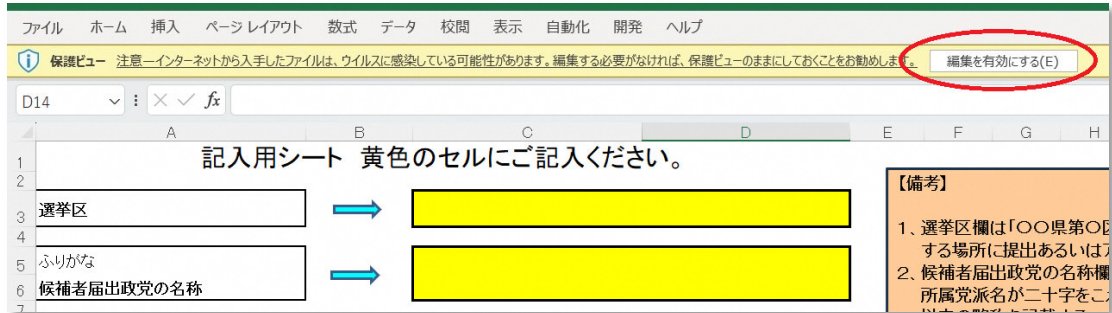 ファイル ホーム 挿入 ページ レイアウト 数式 データ 校閲 表示 自動化 開発 ヘルプ
保護ビュー 注意―インターネットから入手したファイルは、ウイルスに感染している可能性があります。編集する必要がなければ、保護ビューのままにしておくことをお勧めします。 編集を有効にする(E)
D14 fx
A B C D E F G H
1 記入用シート 黄色のセルにご記入ください。
2 【備考】
3 選挙区
1、選挙区欄は「〇〇県第〇区
4
する場所に提出あるいは
5 ふりがな
2、候補者届出政党の名称欄
6 候補者届出政党の名称
所属党派名が二十字をこ
7